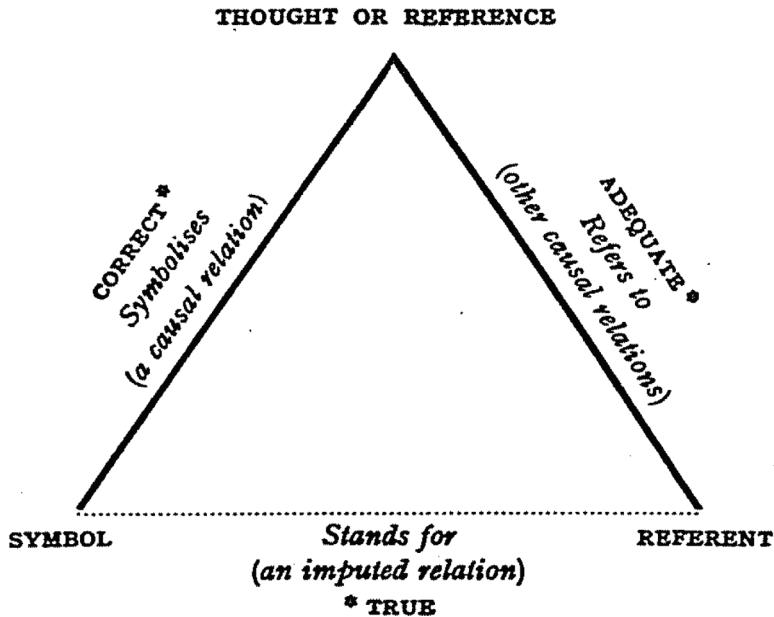 THOUGHT OR REFERENCE
CORRECT*
Symbolises
(a causal relation)
ADEQUATE*
Refers to
(other causal relations)
SYMBOL
Stands for
(an imputed relation)
* TRUE
REFERENT